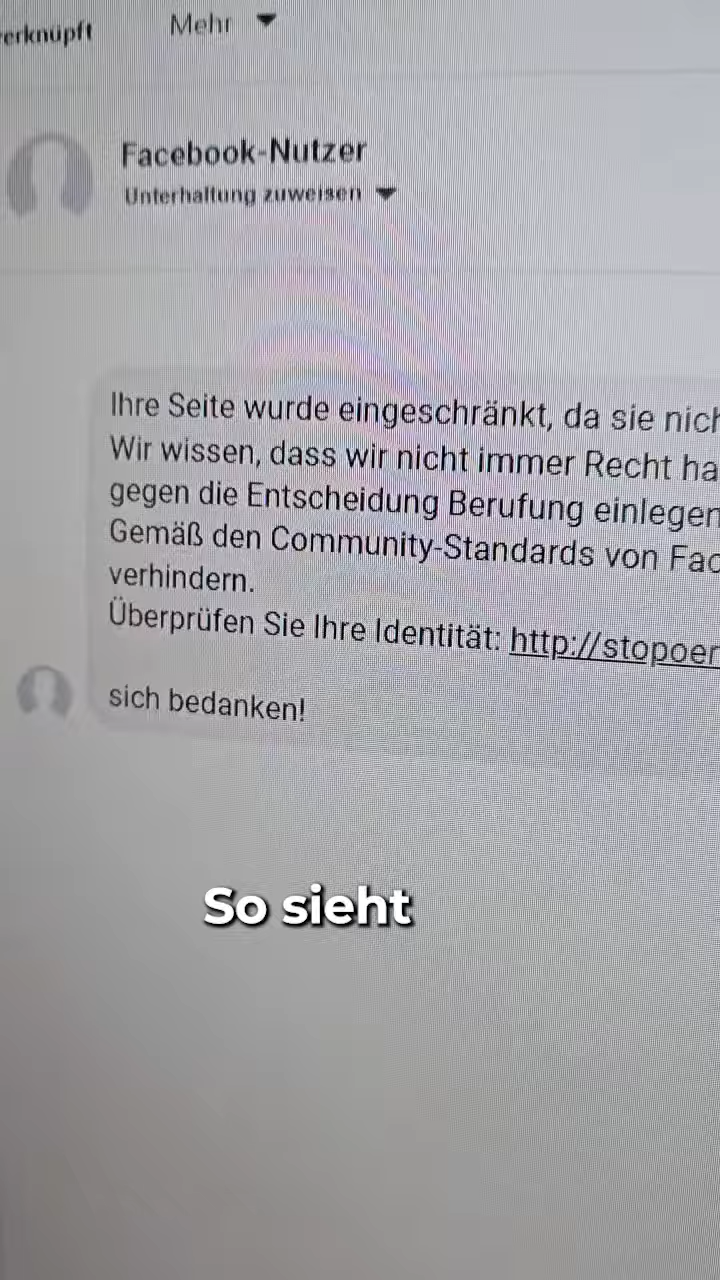 verknüpft Mehr
Facebook-Nutzer
Unterhaltung zuweisen
Ihre Seite wurde eingeschränkt, da sie nich
Wir wissen, dass wir nicht immer Recht ha
gegen die Entscheidung Berufung einlegen
Gemäß den Community-Standards von Fac
verhindern.
Überprüfen Sie Ihre Identität: http://stopoer
sich bedanken!
So sieht